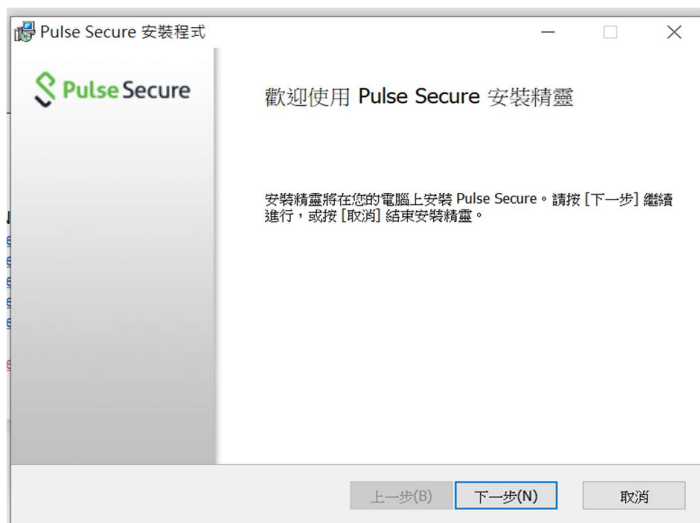 Pulse Secure 安裝程式
Pulse Secure
歡迎使用 Pulse Secure 安裝精靈
安裝精靈將在您的電腦上安裝 Pulse Secure。請按 [下一步] 繼續
進行，或按 [取消] 結束安裝精靈。
上一步(B)
下一步(N)
取消